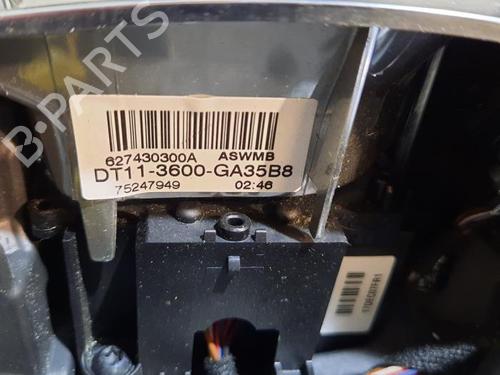 B-PARTS
627430300A ASWMB
DT11-3600-GA35B8
75247949 02:46